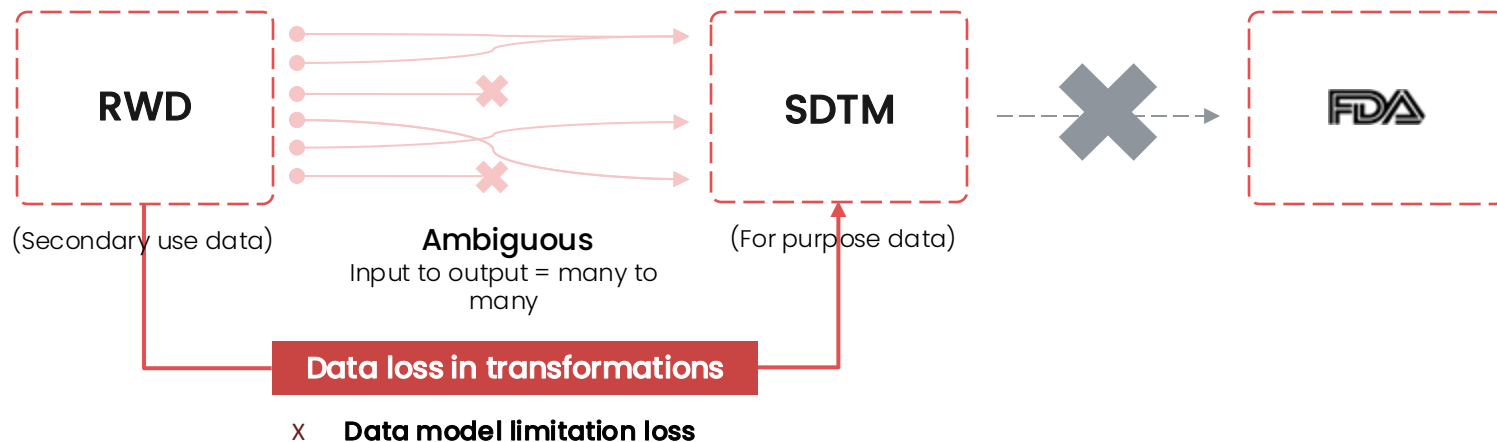 RWD
SDTM
FDA
(Secondary use data)
Ambiguous
Input to output = many to
many
(For purpose data)
Data loss in transformations
x Data model limitation loss